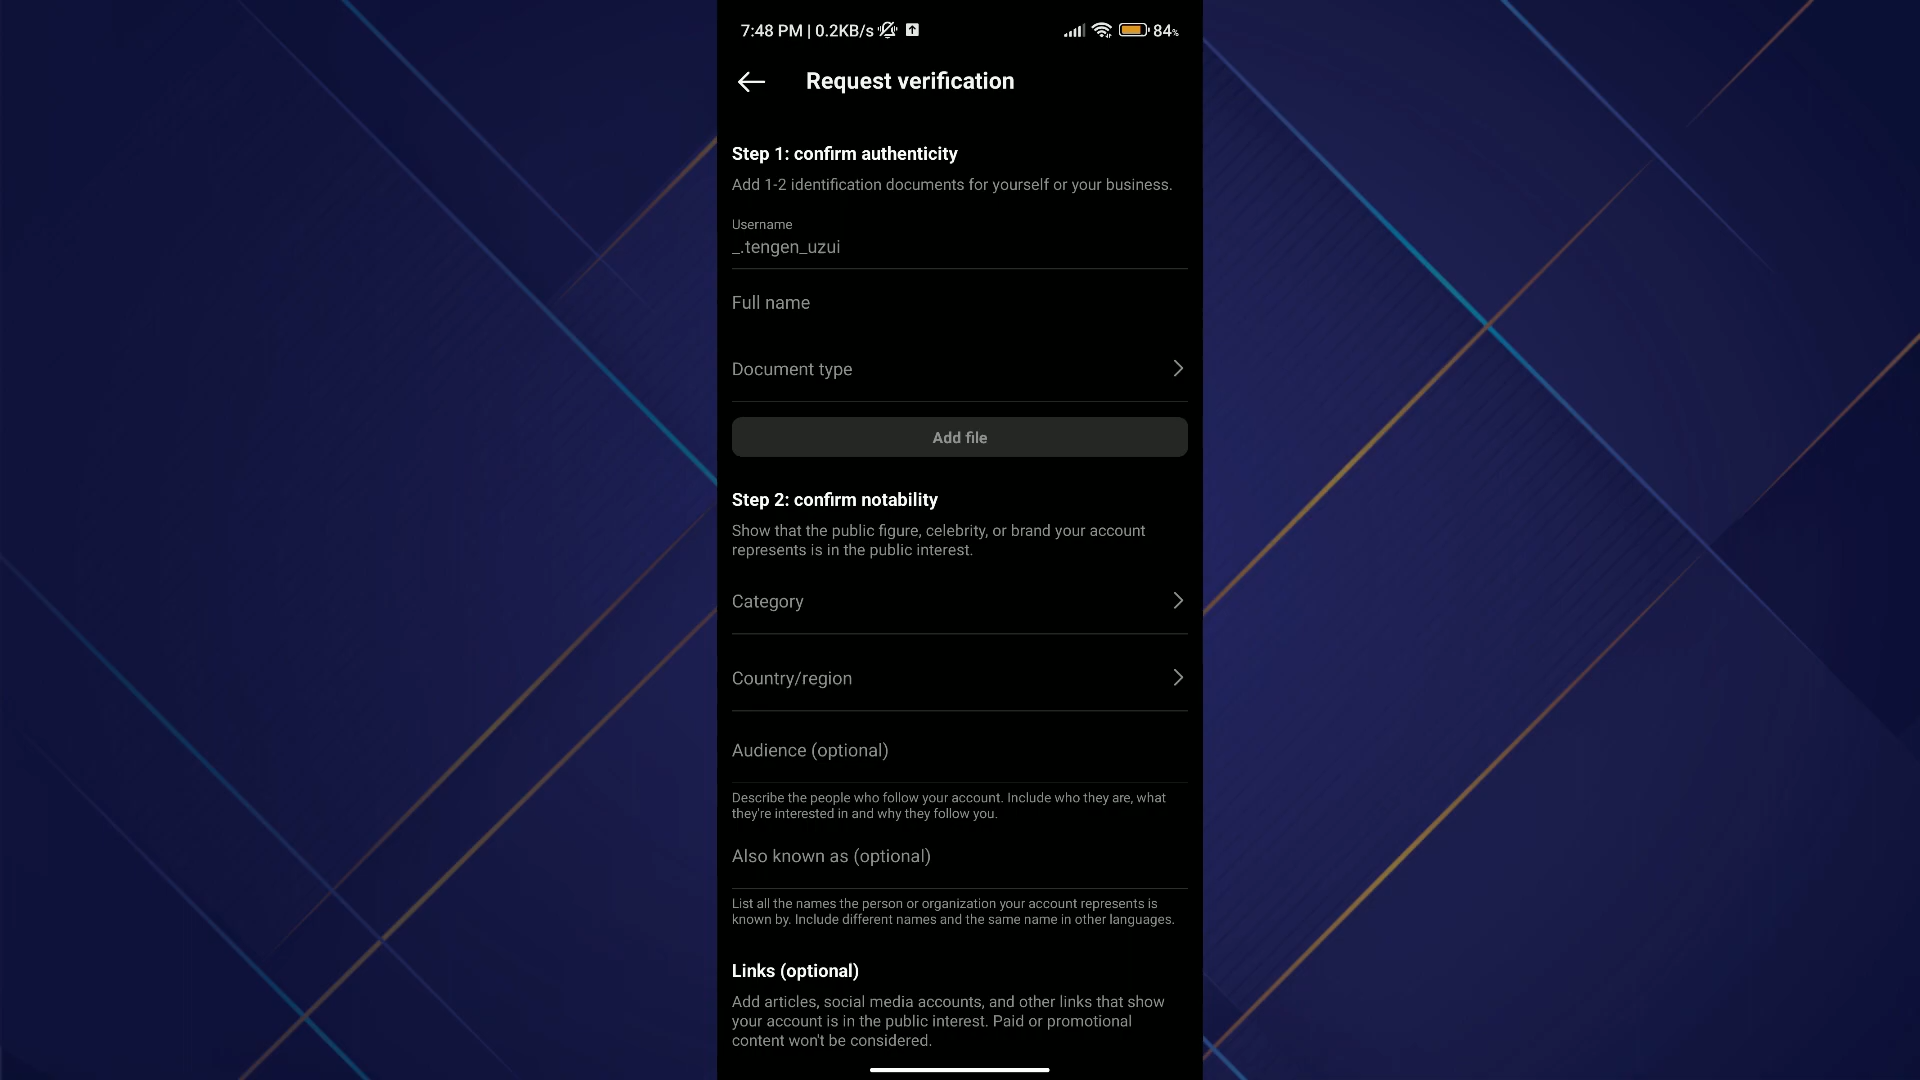 7:48 PM | 0.2KB/s
84%
Request verification
Step 1: confirm authenticity
Add 1-2 identification documents for yourself or your business.
Username
_.tengen_uzui
Full name
Document type
Add file
Step 2: confirm notability
Show that the public figure, celebrity, or brand your account
represents is in the public interest.
Category
Country/region
Audience (optional)
Describe the people who follow your account. Include who they are, what
they're interested in and why they follow you.
Also known as (optional)
List all the names the person or organization your account represents is
known by. Include different names and the same name in other languages.
Links (optional)
Add articles, social media accounts, and other links that show
your account is in the public interest. Paid or promotional
content won't be considered.